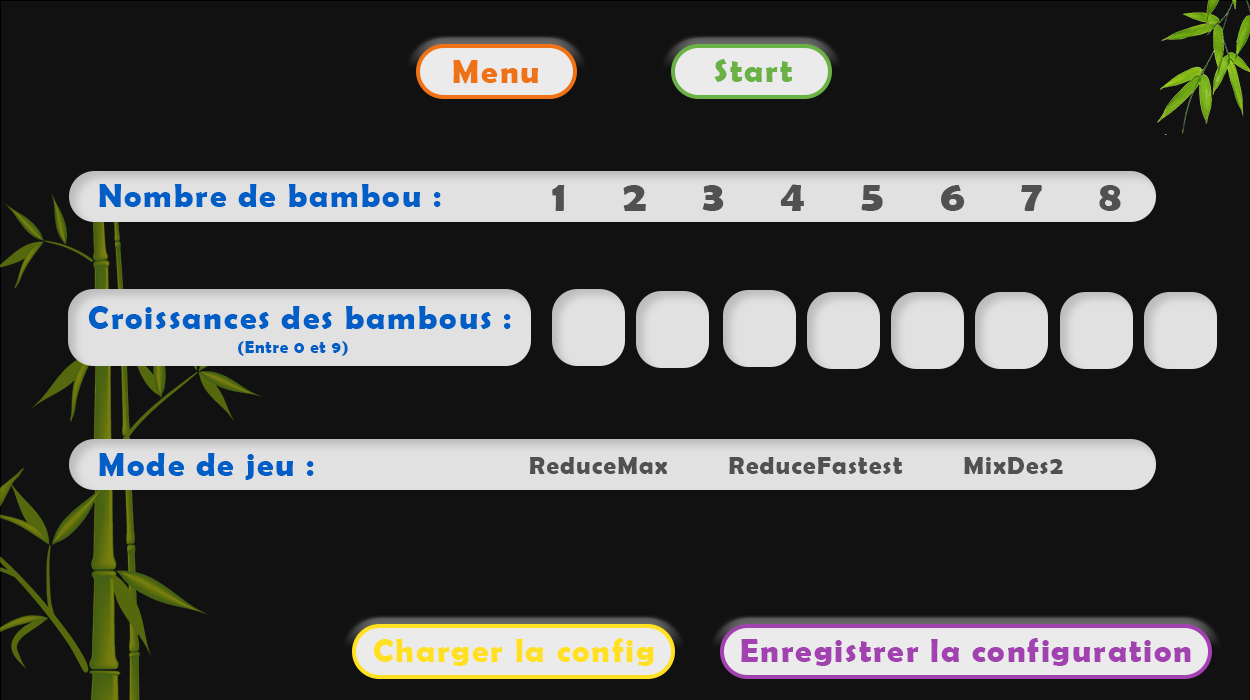 Menu Start
Nombre de bambou : 1 2 3 4 5 6 7 8
Croissances des bambous :
(Entre 0 et 9)
Mode de jeu : ReduceMax ReduceFastest MixDes2
Charger la config Enregistrer la configuration